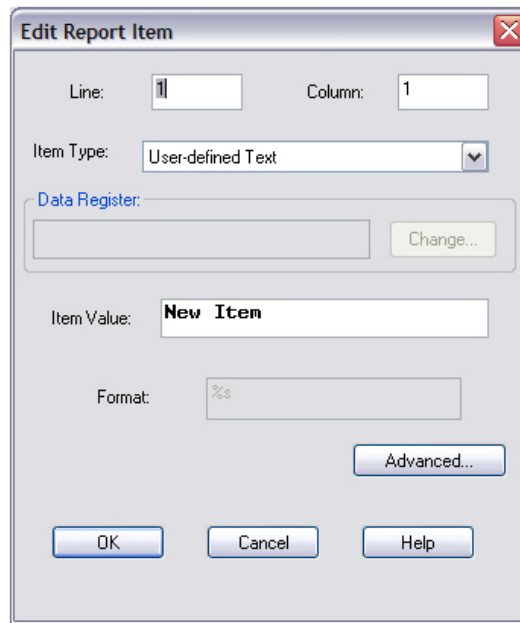 Edit Report Item
Line: 1 Column: 1
Item Type: User-defined Text
Data Register:
Change...
Item Value: New Item
Format: %s
Advanced...
OK Cancel Help